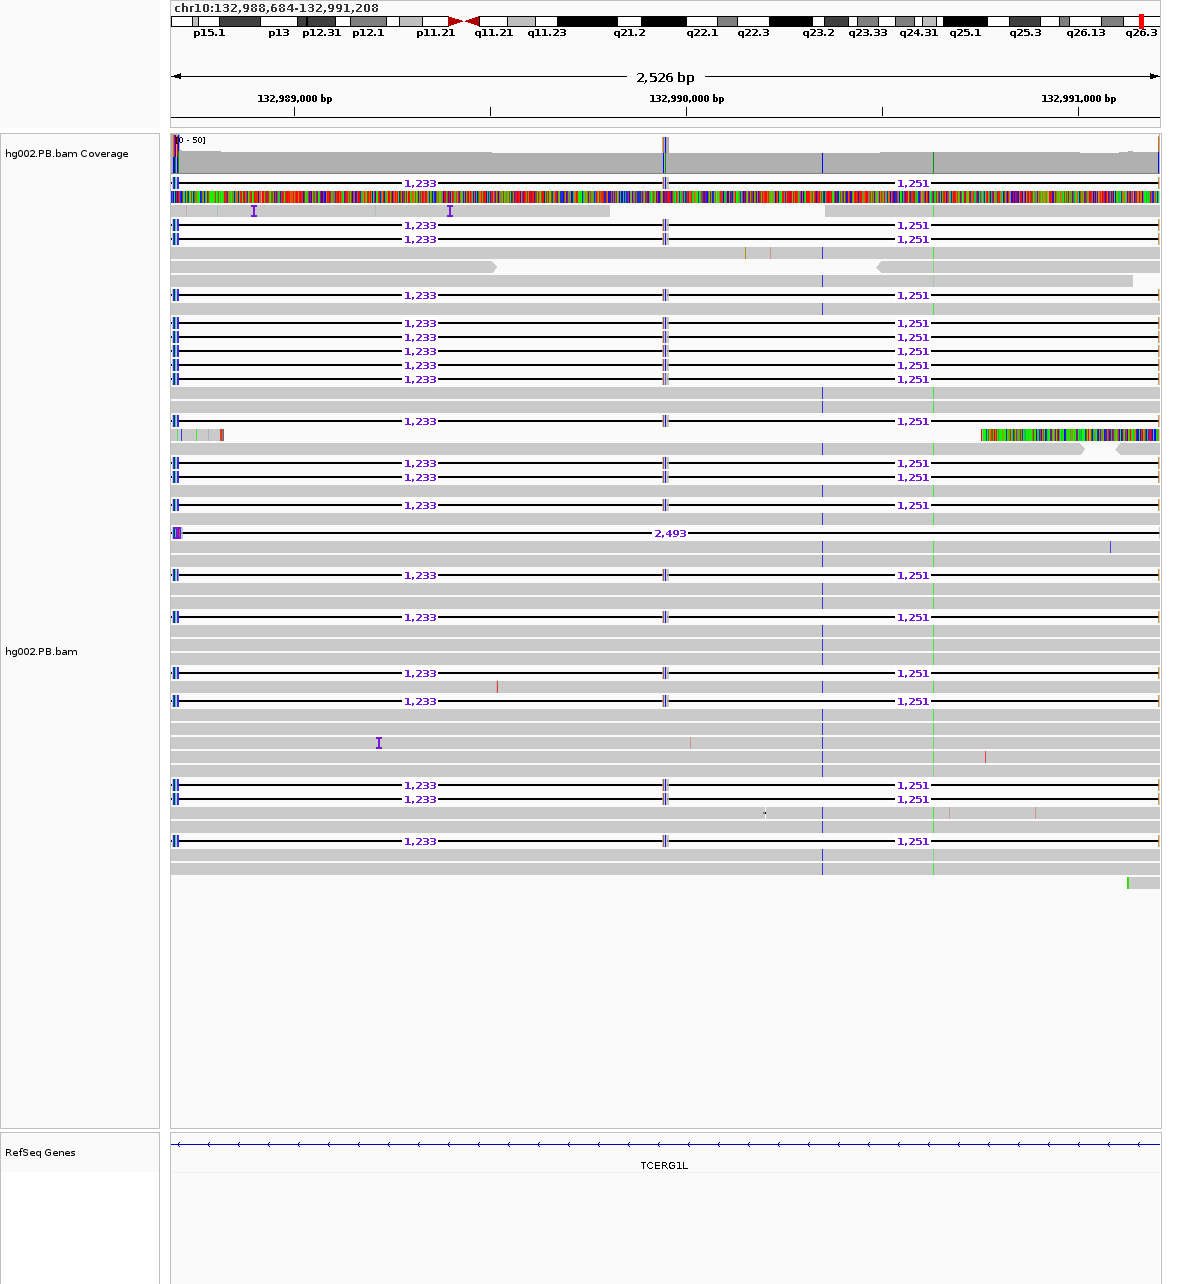 chr10:132,988,684-132,991,208
p15.1 p13 p12.31 p12.1 p11.21 q11.21 q11.23 q21.2 q22.1 q22.3 q23.2 q23.33 q24.31 q25.1 q25.3 q26.13 q26.3
2,526 bp
132,989,000 bp 132,990,000 bp 132,991,000 bp
[0 - 50]
hg002.PB.bam Coverage
1,233 1,251
1,233 1,251
1,233 1,251
1,233 1,251
1,233 1,251
1,233 1,251
1,233 1,251
1,233 1,251
1,233 1,251
1,233 1,251
1,233 1,251
1,233 1,251
1,233 1,251
2,493
1,233 1,251
1,233 1,251
hg002.PB.bam
1,233 1,251
1,233 1,251
1,233 1,251
1,233 1,251
1,233 1,251
RefSeq Genes
TCERG1L